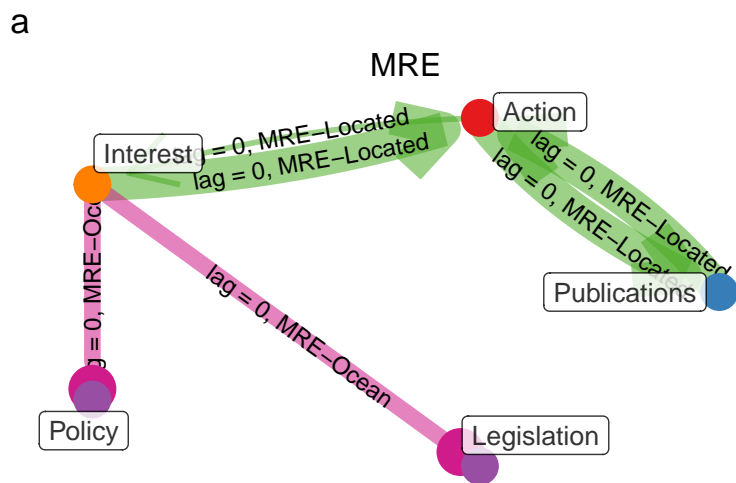 a
MRE
Action
Interest
lag = 0, MRE−Located
lag = 0, MRE−Located
lag = 0, MRE−Located
lag = 0, MRE−Located
lag = 0, MRE−Ocean
Publications
Policy
Legislation